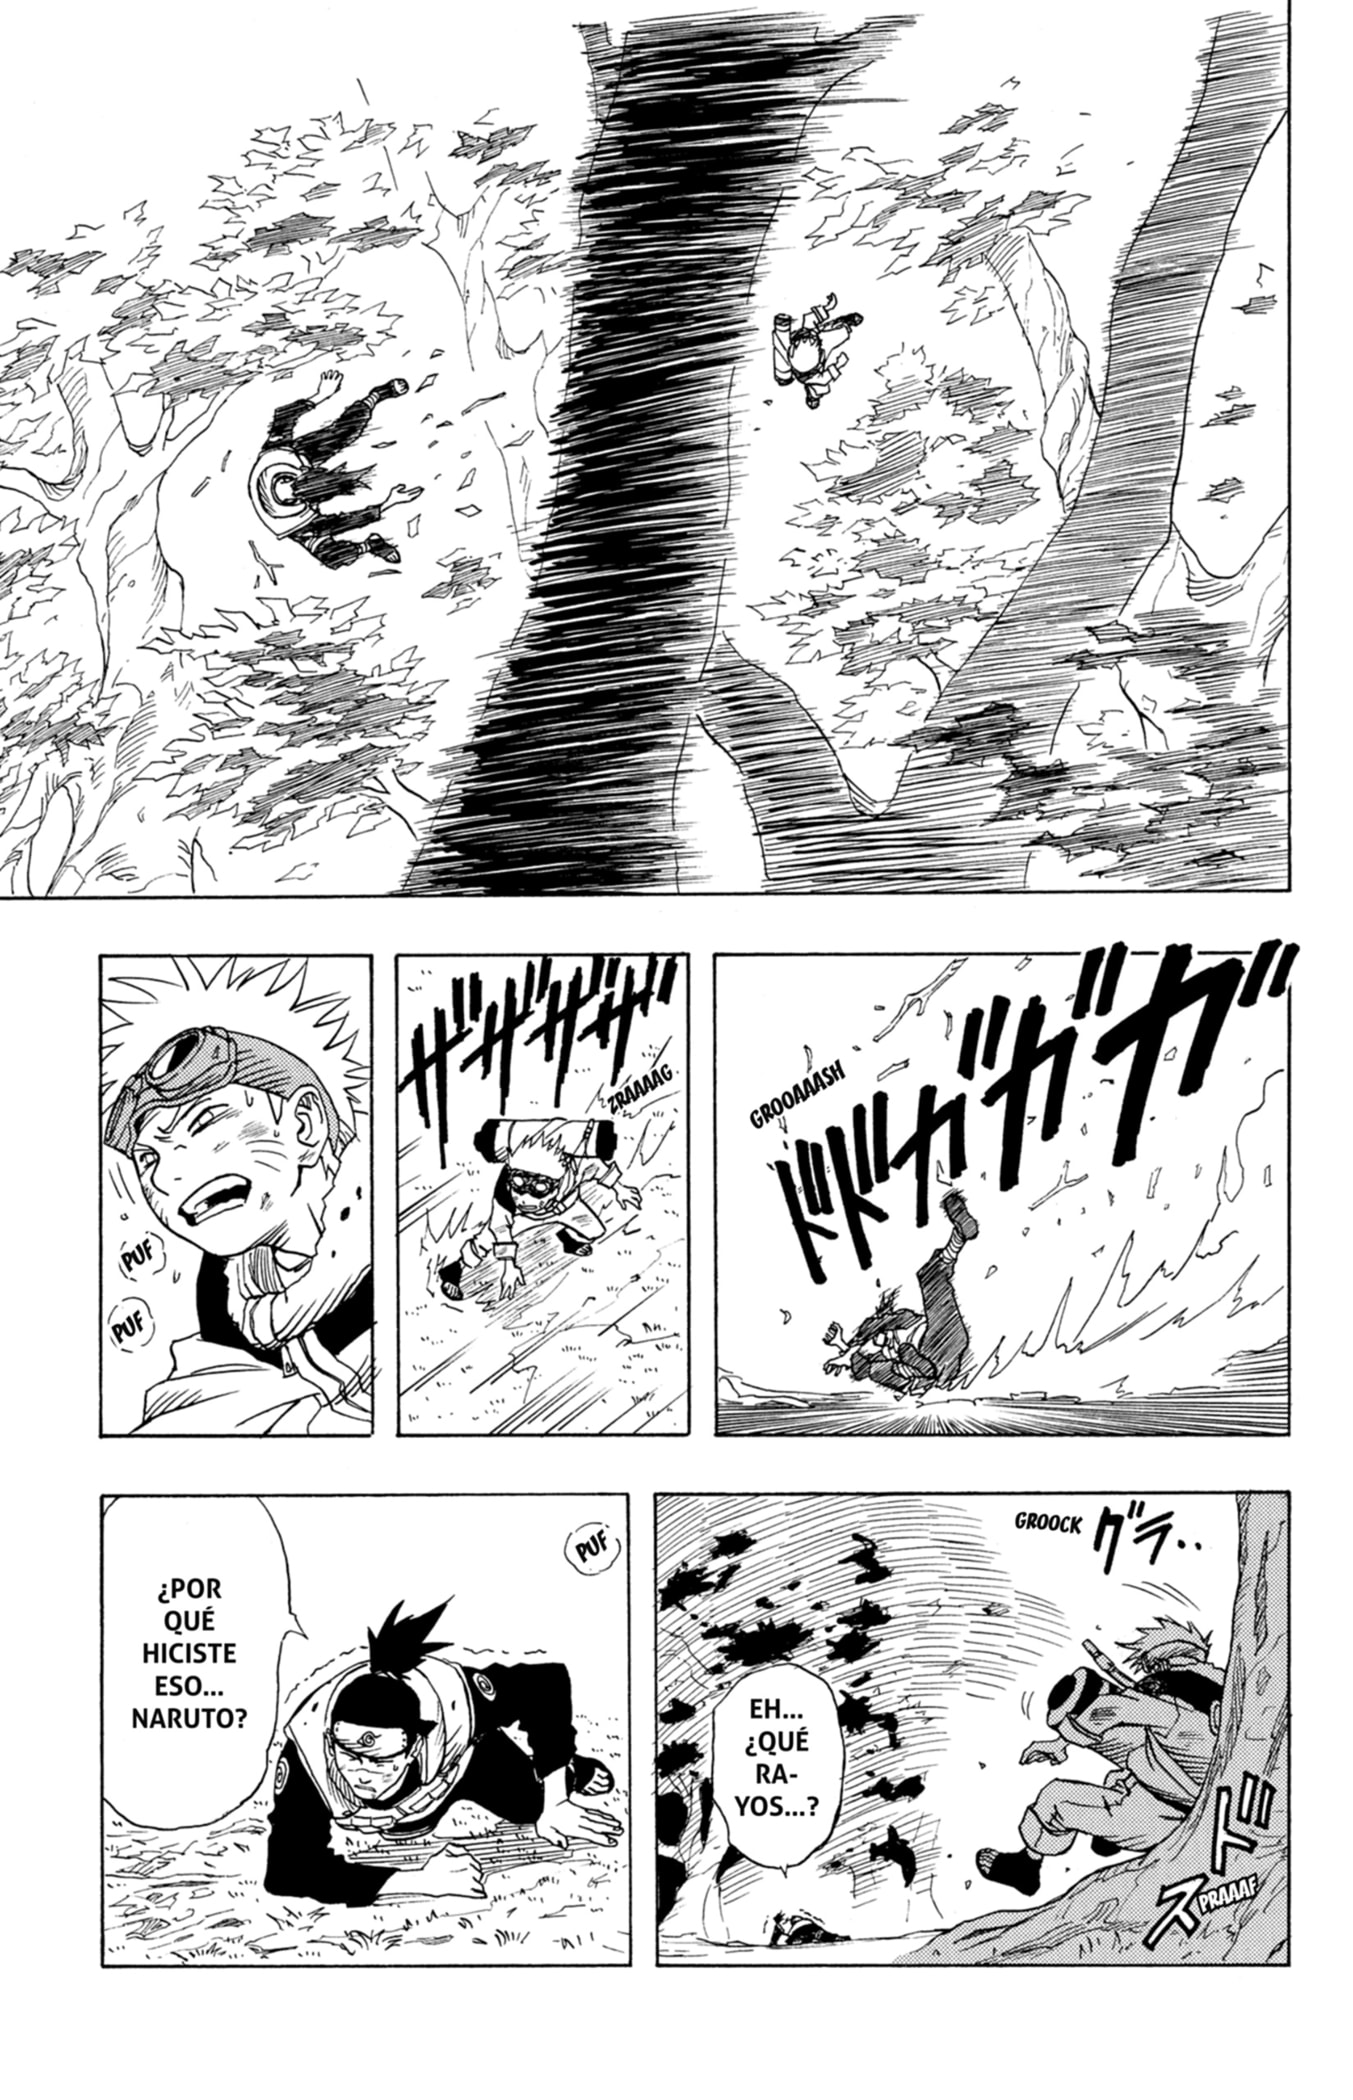 ドドガガガ
GROOAAASH
ザザザザ
ZRAAAAG
PUF
PUF
GROOCK
グラ..
EH...
¿QUÉ
RA-
YOS...?
ズド
PRAAAF
PUF
¿POR
QUÉ
HICISTE
ESO...
NARUTO?